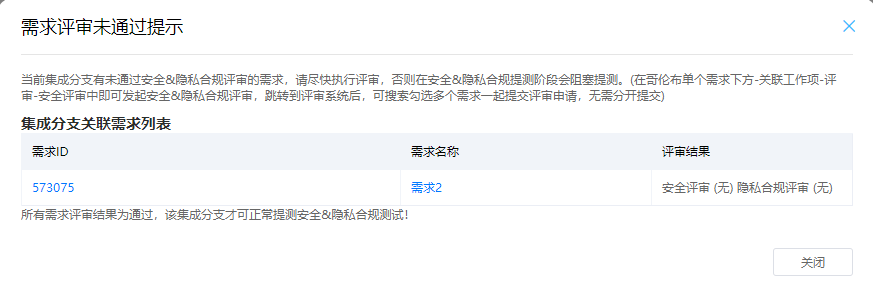 需求评审未通过提示
当前集成分支有未通过安全&隐私合规评审的需求，请尽快执行评审，否则在安全&隐私合规提测阶段会阻塞提测。(在哥伦布单个需求下方-关联工作项-评
审-安全评审中即可发起安全&隐私合规评审，跳转到评审系统后，可搜索勾选多个需求一起提交评审申请，无需分开提交)
集成分支关联需求列表
需求ID 需求名称 评审结果
573075 需求2 安全评审 (无) 隐私合规评审 (无)
所有需求评审结果为通过，该集成分支才可正常提测安全&隐私合规测试！
关闭